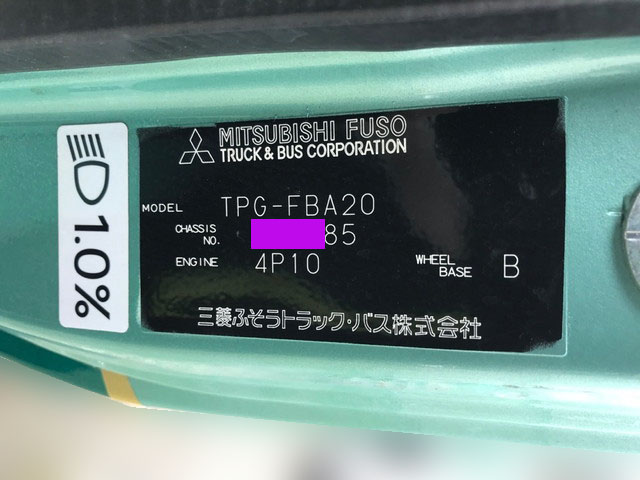 MITSUBISHI FUSO
TRUCK & BUS CORPORATION
MODEL TPG-FBA20
CHASSIS NO. 85
ENGINE 4P10 WHEEL BASE B
三菱ふそうトラック・バス株式会社
1.0%